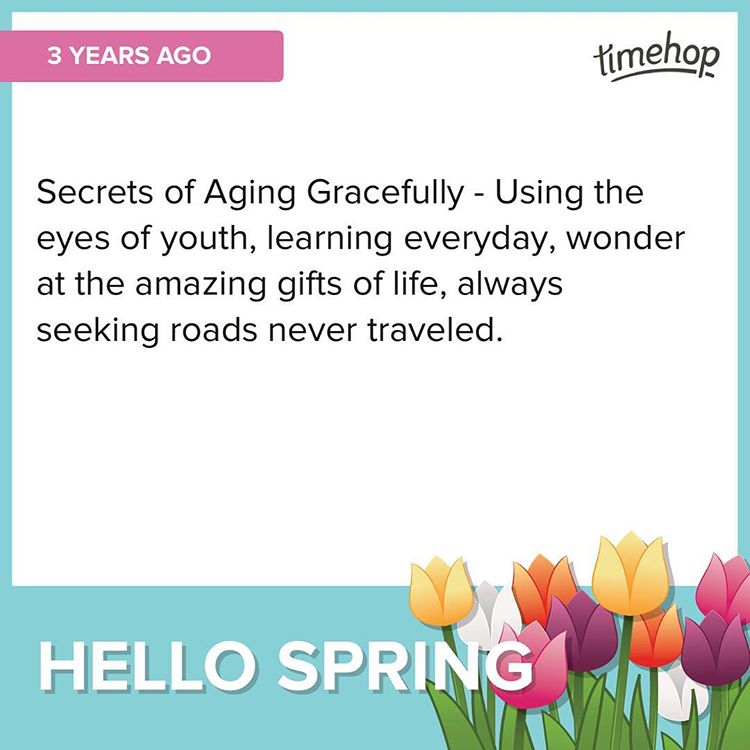 3 YEARS AGO
timehop
Secrets of Aging Gracefully - Using the
eyes of youth, learning everyday, wonder
at the amazing gifts of life, always
seeking roads never traveled.
HELLO SPRING